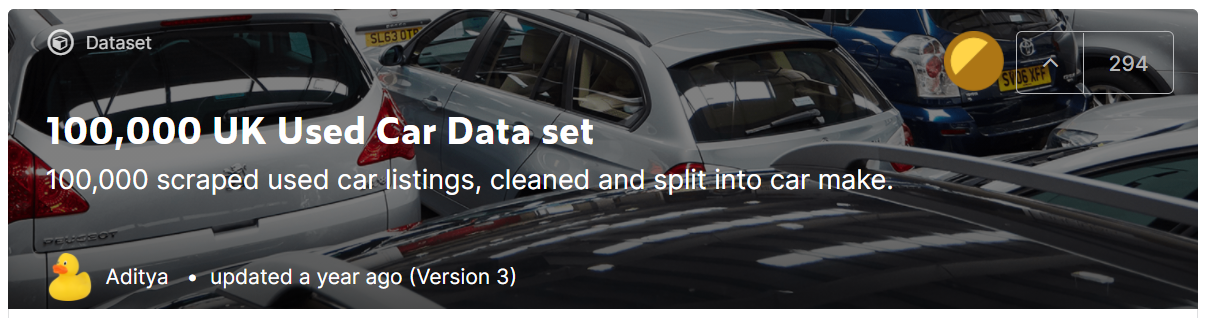 Dataset
294
100,000 UK Used Car Data set
100,000 scraped used car listings, cleaned and split into car make.
PEUGEOT
Aditya • updated a year ago (Version 3)